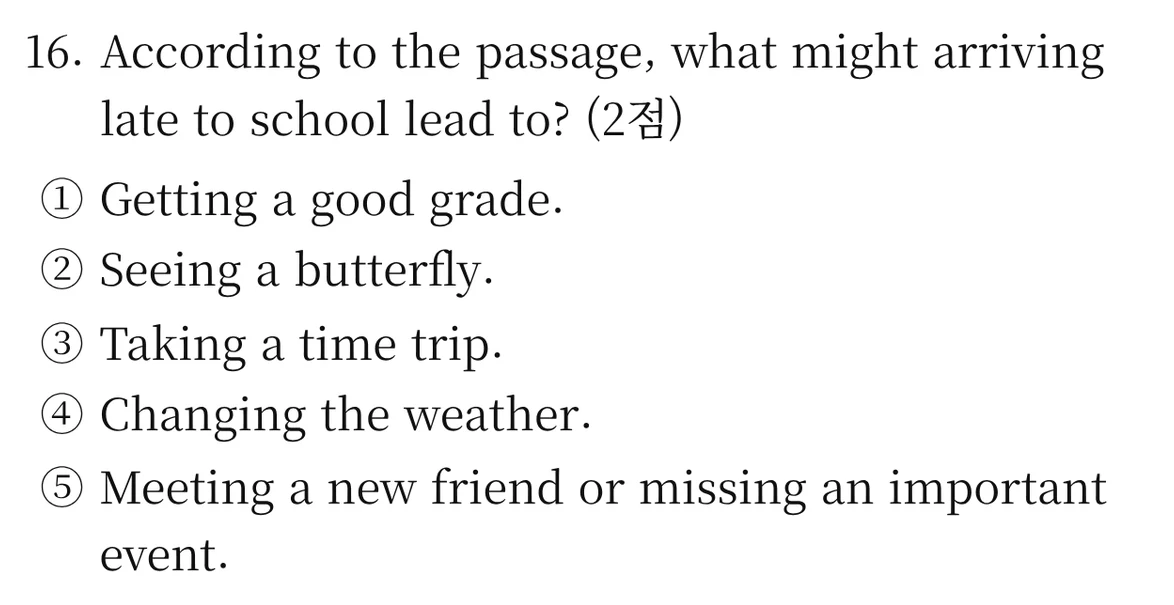 16. According to the passage, what might arriving
late to school lead to? (2점)
① Getting a good grade.
② Seeing a butterfly.
③ Taking a time trip.
④ Changing the weather.
⑤ Meeting a new friend or missing an important
event.